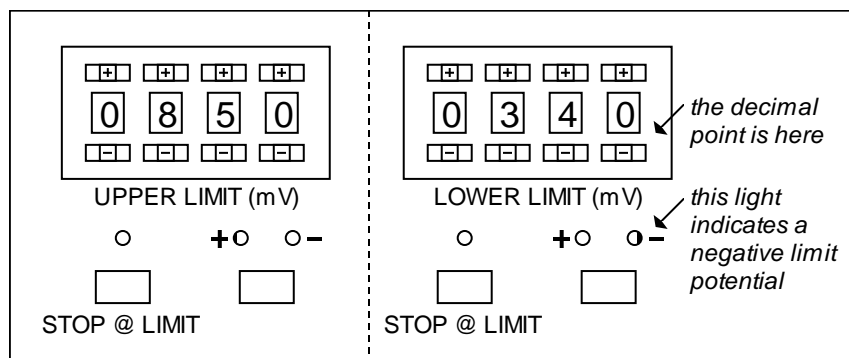 + + + +
0 8 5 0
- - - -
UPPER LIMIT (mV)
+ -
STOP @ LIMIT
+ + + +
0 3 4 0
- - - -
LOWER LIMIT (mV)
+ -
STOP @ LIMIT
the decimal
point is here
this light
indicates a
negative limit
potential